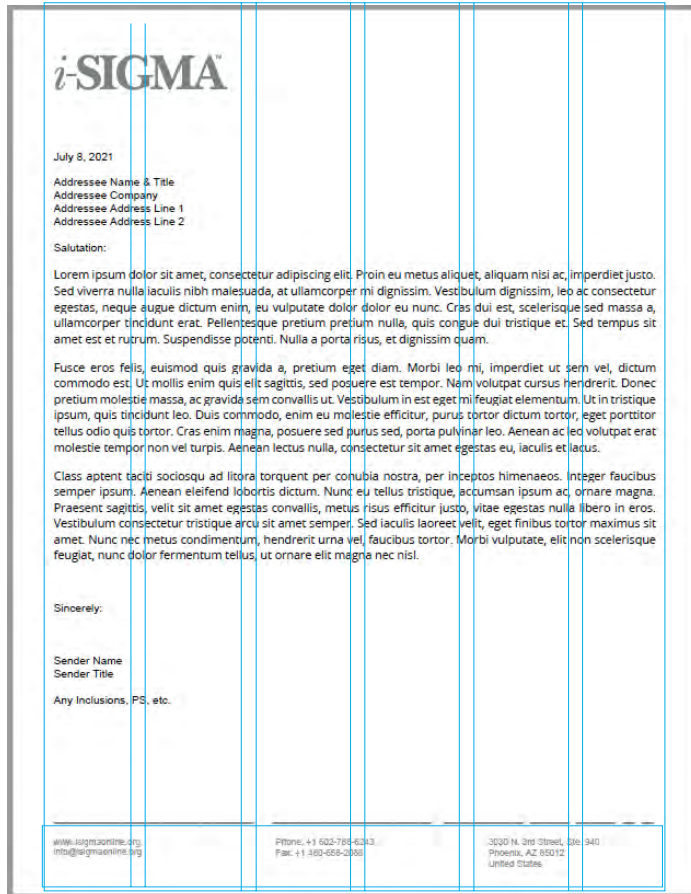 i-SIGMA™
July 8, 2021
Addressee Name & Title
Addressee Company
Addressee Address Line 1
Addressee Address Line 2
Salutation:
Lorem ipsum dolor sit amet, consectetur adipiscing elit. Proin eu metus aliquet, aliquam nisi ac, imperdiet justo.
Sed viverra nulla iaculis nibh malesuada, at ullamcorper mi dignissim. Vestibulum dignissim, leo ac consectetur
egestas, neque augue dictum enim, eu vulputate dolor dolor eu nunc. Cras dui est, scelerisque sed massa a,
ullamcorper tincidunt erat. Pellentesque pretium pretium nulla, quis congue dui tristique et. Sed tempus sit
amet est et rutrum. Suspendisse potenti. Nulla a porta risus, et dignissim quam.
Fusce eros felis, euismod quis gravida a, pretium eget diam. Morbi leo mi, imperdiet ut sem vel, dictum
commodo est. Ut mollis enim quis elit sagittis, sed posuere est tempor. Nam volutpat cursus hendrerit. Donec
pretium molestie massa, ac gravida sem convallis ut. Vestibulum in est eget mi feugiat elementum. Ut in tristique
ipsum, quis tincidunt leo. Duis commodo, enim eu molestie efficitur, purus tortor dictum tortor, eget porttitor
tellus odio quis tortor. Cras enim magna, posuere sed purus sed, porta pulvinar leo. Aenean ac leo volutpat erat
molestie tempor non vel turpis. Aenean lectus nulla, consectetur sit amet egestas eu, iaculis et lacus.
Class aptent taciti sociosqu ad litora torquent per conubia nostra, per inceptos himenaeos. Integer faucibus
semper ipsum. Aenean eleifend lobortis dictum. Nunc eu tellus tristique, accumsan ipsum ac, ornare magna.
Praesent sagittis, velit sit amet egestas convallis, metus risus efficitur justo, vitae egestas nulla libero in eros.
Vestibulum consectetur tristique arcu sit amet semper. Sed iaculis laoreet velit, eget finibus tortor maximus sit
amet. Nunc nec metus condimentum, hendrerit urna vel, faucibus tortor. Morbi vulputate, elit non scelerisque
feugiat, nunc dolor fermentum tellus, ut ornare elit magna nec nisl.
Sincerely:
Sender Name
Sender Title
Any Inclusions, PS, etc.
www.isigmaonline.org
info@isigmaonline.org
Phone: +1 602-788-6243
Fax: +1 480-658-2088
3030 N. 3rd Street, Ste. 940
Phoenix, AZ 85012
United States